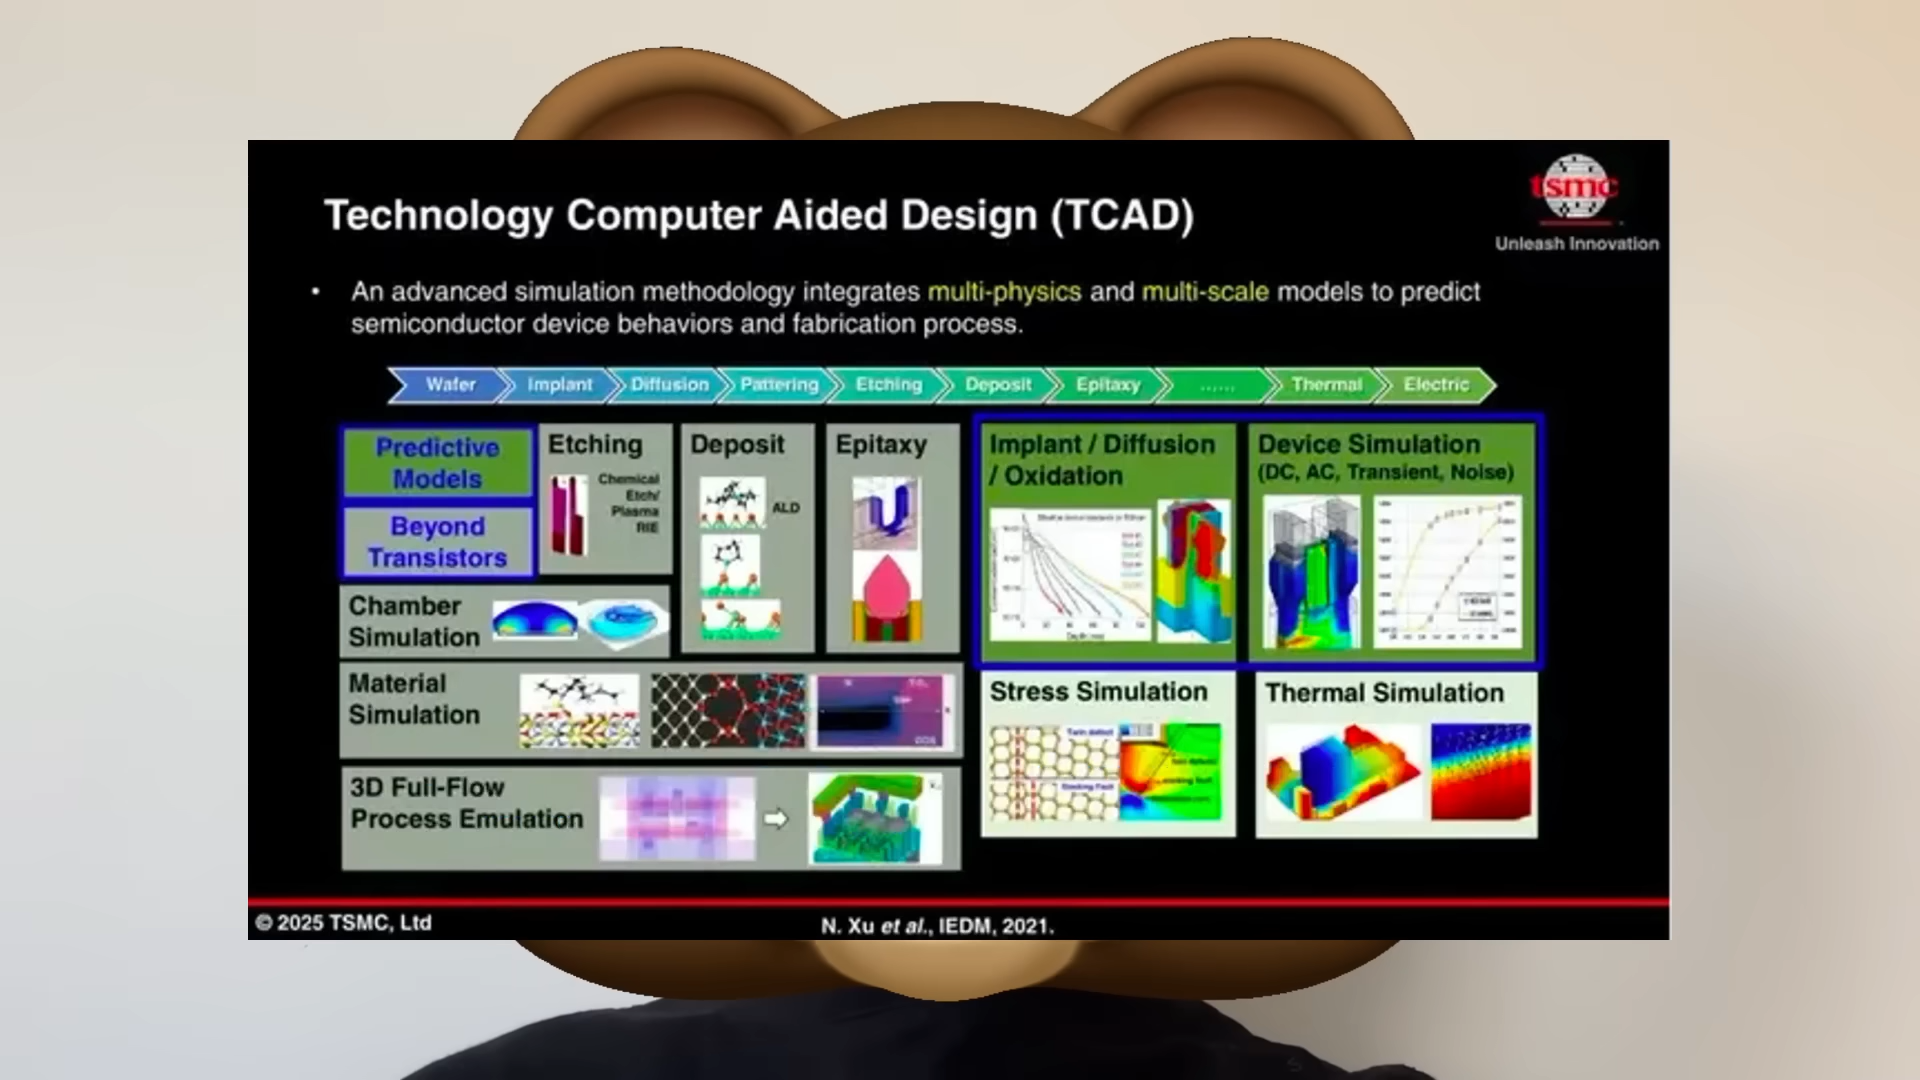 Technology Computer Aided Design (TCAD)
tsmc
Unleash Innovation
• An advanced simulation methodology integrates multi-physics and multi-scale models to predict
semiconductor device behaviors and fabrication process.
Wafer
Implant
Diffusion
Pattering
Etching
Deposit
Epitaxy
......
Thermal
Electric
Predictive
Models
Beyond
Transistors
Etching
Chemical
Etch/
Plasma
RIE
Deposit
ALD
Epitaxy
Implant / Diffusion
/ Oxidation
Device Simulation
(DC, AC, Transient, Noise)
Chamber
Simulation
Material
Simulation
Stress Simulation
Twin defect
Stacking Fault
Thermal Simulation
3D Full-Flow
Process Emulation
© 2025 TSMC, Ltd
N. Xu et al., IEDM, 2021.